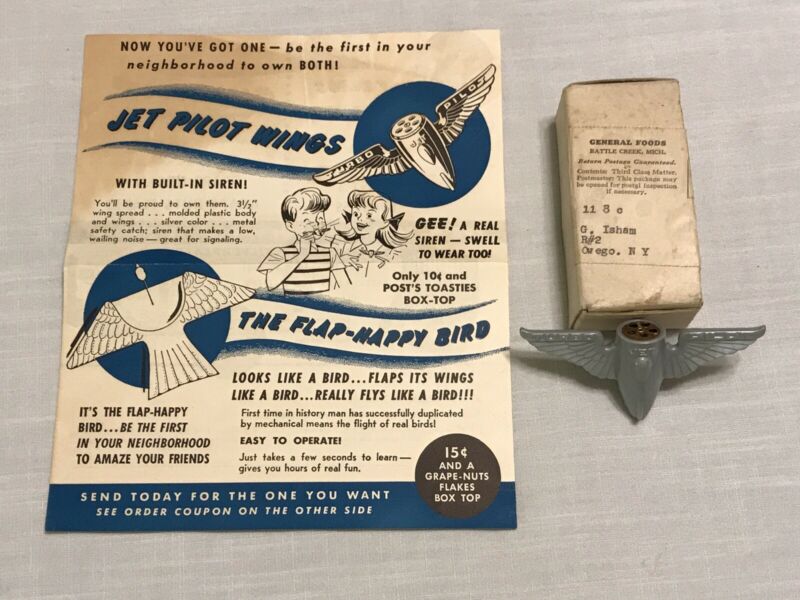 NOW YOU'VE GOT ONE — be the first in your
neighborhood to own BOTH!
JET PILOT WINGS
TURBO JET PILOT
WITH BUILT-IN SIREN!
You'll be proud to own them. 3½"
wing spread . . . molded plastic body
and wings . . . silver color . . . metal
safety catch; siren that makes a low,
wailing noise — great for signaling.
GEE! A REAL
SIREN — SWELL
TO WEAR TOO!
Only 10¢ and
POST'S TOASTIES
BOX-TOP
THE FLAP-HAPPY BIRD
LOOKS LIKE A BIRD...FLAPS ITS WINGS
LIKE A BIRD...REALLY FLYS LIKE A BIRD!!!
IT'S THE FLAP-HAPPY
BIRD...BE THE FIRST
IN YOUR NEIGHBORHOOD
TO AMAZE YOUR FRIENDS
First time in history man has successfully duplicated
by mechanical means the flight of real birds!
EASY TO OPERATE!
Just takes a few seconds to learn—
gives you hours of real fun.
15¢
AND A
GRAPE-NUTS
FLAKES
BOX TOP
SEND TODAY FOR THE ONE YOU WANT
SEE ORDER COUPON ON THE OTHER SIDE
GENERAL FOODS
BATTLE CREEK, MICH.
Return Postage Guaranteed.
Contents: Third Class Matter.
Postmaster: This package may
be opened for postal inspection
if necessary.
118 c
G. Isham
R#2
Owego. N Y